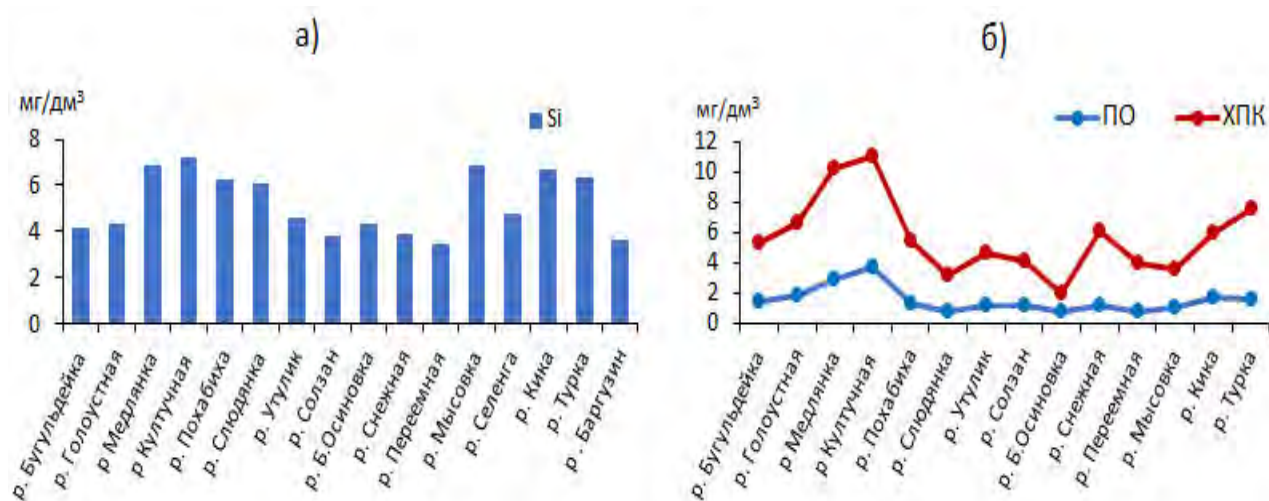 а)
мг/дм³
Si
8
6
4
2
0
р. Бугульдейка
р. Голоустная
р Медлянка
р Култучная
р. Похабиха
р. Слюдянка
р. Утулик
р. Солзан
р. Б.Осиновка
р. Снежная
р. Переемная
р. Мысовка
р. Селенга
р. Кика
р. Турка
р. Баргузин
б)
мг/дм³
ПО
ХПК
12
10
8
6
4
2
0
р. Бугульдейка
р. Голоустная
р Медлянка
р Култучная
р. Похабиха
р. Слюдянка
р. Утулик
р. Солзан
р. Б.Осиновка
р. Снежная
р. Переемная
р. Мысовка
р. Кика
р. Турка